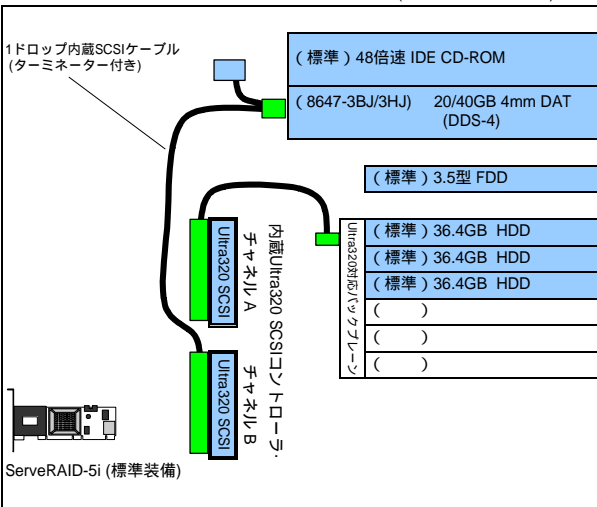 1ドロップ内蔵SCSIケーブル
(ターミネーター付き)
(標準)48倍速 IDE CD-ROM
(8647-3BJ/3HJ) 20/40GB 4mm DAT
(DDS-4)
(標準)3.5型 FDD
Ultra320対応バックプレーン
(標準)36.4GB HDD
(標準)36.4GB HDD
(標準)36.4GB HDD
( )
( )
( )
Ultra320 SCSI
チャネル A
内蔵Ultra320 SCSIコントローラ・
Ultra320 SCSI
チャネル B
ServeRAID-5i (標準装備)